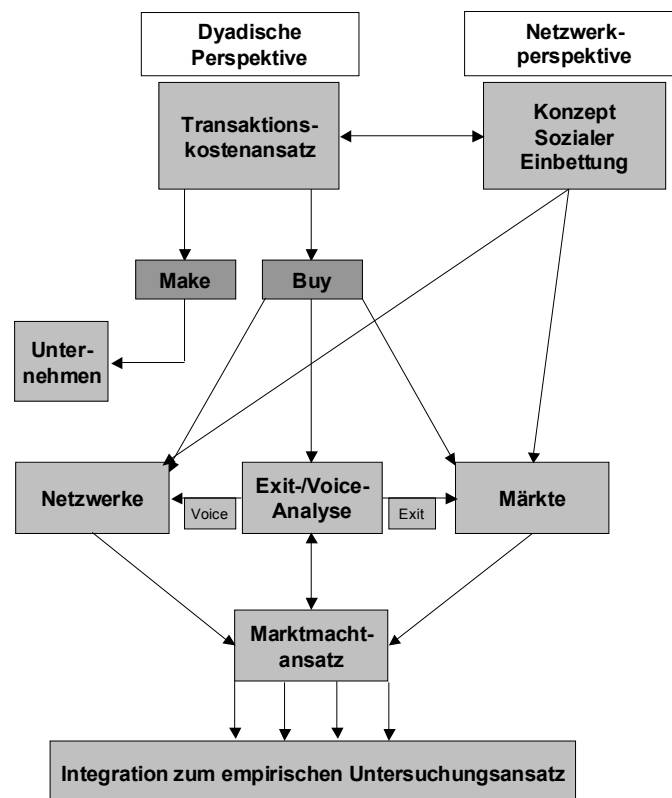 Dyadische
Perspektive
Netzwerk-
perspektive
Transaktions-
kostenansatz
Konzept
Sozialer
Einbettung
Make
Buy
Unter-
nehmen
Netzwerke
Voice
Exit-/Voice-
Analyse
Exit
Märkte
Marktmacht-
ansatz
Integration zum empirischen Untersuchungsansatz